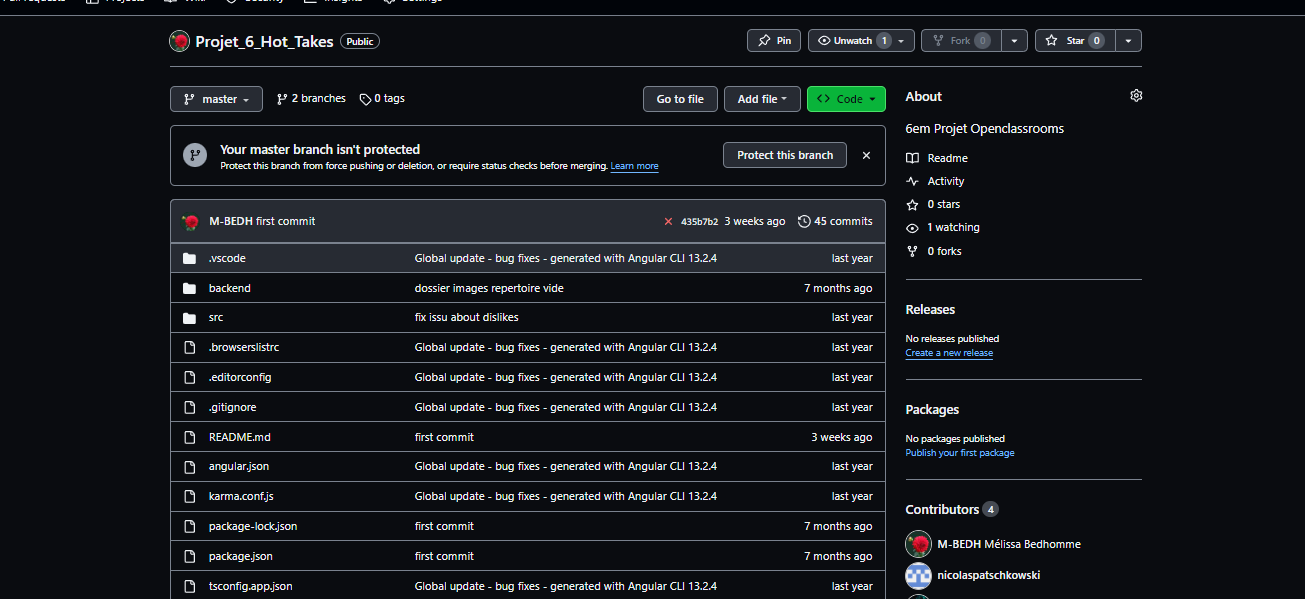 Pull requests Projects Wiki Security Insights Settings
Projet_6_Hot_Takes Public Pin Unwatch 1 Fork 0 Star 0
master 2 branches 0 tags Go to file Add file Code
Your master branch isn't protected
Protect this branch from force pushing or deletion, or require status checks before merging. Learn more
Protect this branch
M-BEDH first commit 435b7b2 3 weeks ago 45 commits
.vscode Global update - bug fixes - generated with Angular CLI 13.2.4 last year
backend dossier images repertoire vide 7 months ago
src fix issu about dislikes last year
.browserslistrc Global update - bug fixes - generated with Angular CLI 13.2.4 last year
.editorconfig Global update - bug fixes - generated with Angular CLI 13.2.4 last year
.gitignore Global update - bug fixes - generated with Angular CLI 13.2.4 last year
README.md first commit 3 weeks ago
angular.json Global update - bug fixes - generated with Angular CLI 13.2.4 last year
karma.conf.js Global update - bug fixes - generated with Angular CLI 13.2.4 last year
package-lock.json first commit 7 months ago
package.json first commit 7 months ago
tsconfig.app.json Global update - bug fixes - generated with Angular CLI 13.2.4 last year
About
6em Projet Openclassrooms
Readme
Activity
0 stars
1 watching
0 forks
Releases
No releases published
Create a new release
Packages
No packages published
Publish your first package
Contributors 4
M-BEDH Mélissa Bedhomme
nicolaspatschkowski